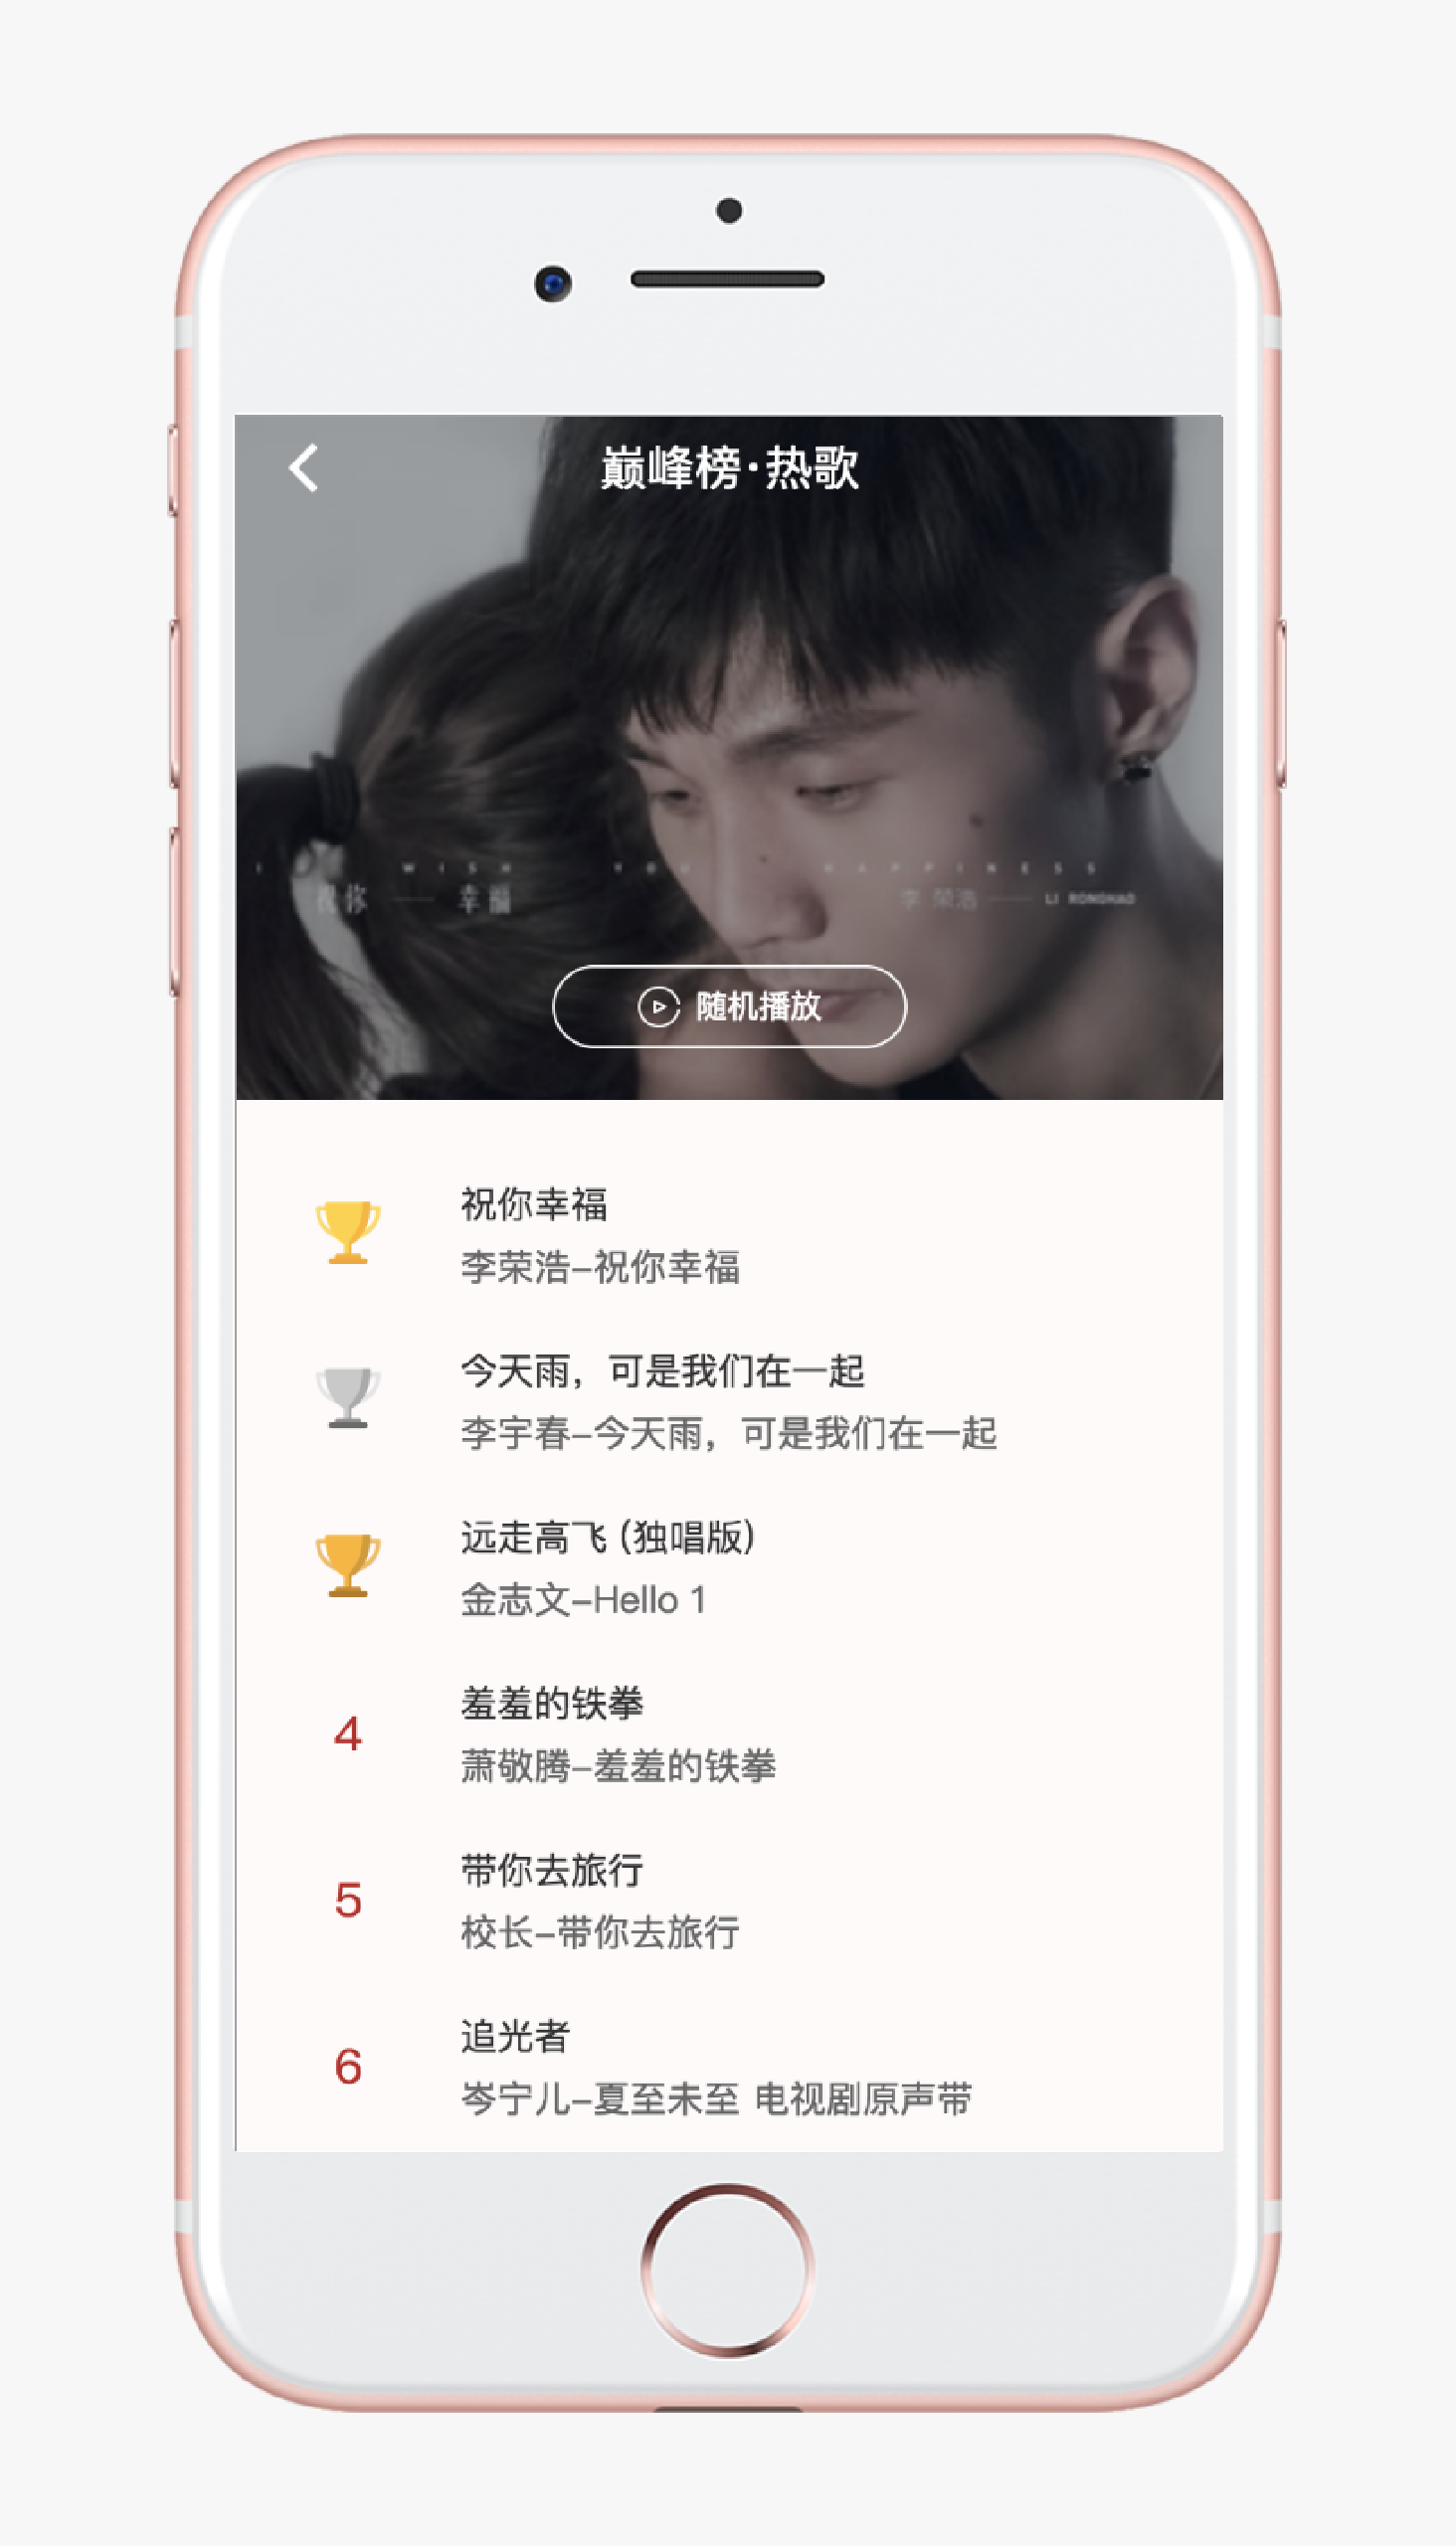 巅峰榜·热歌
I WISH YOU HAPPINESS
祝你 — 幸福
李荣浩 — LI RONGHAO
随机播放
祝你幸福
李荣浩-祝你幸福
今天雨，可是我们在一起
李宇春-今天雨，可是我们在一起
远走高飞 (独唱版)
金志文-Hello 1
4
羞羞的铁拳
萧敬腾-羞羞的铁拳
5
带你去旅行
校长-带你去旅行
6
追光者
岑宁儿-夏至未至 电视剧原声带